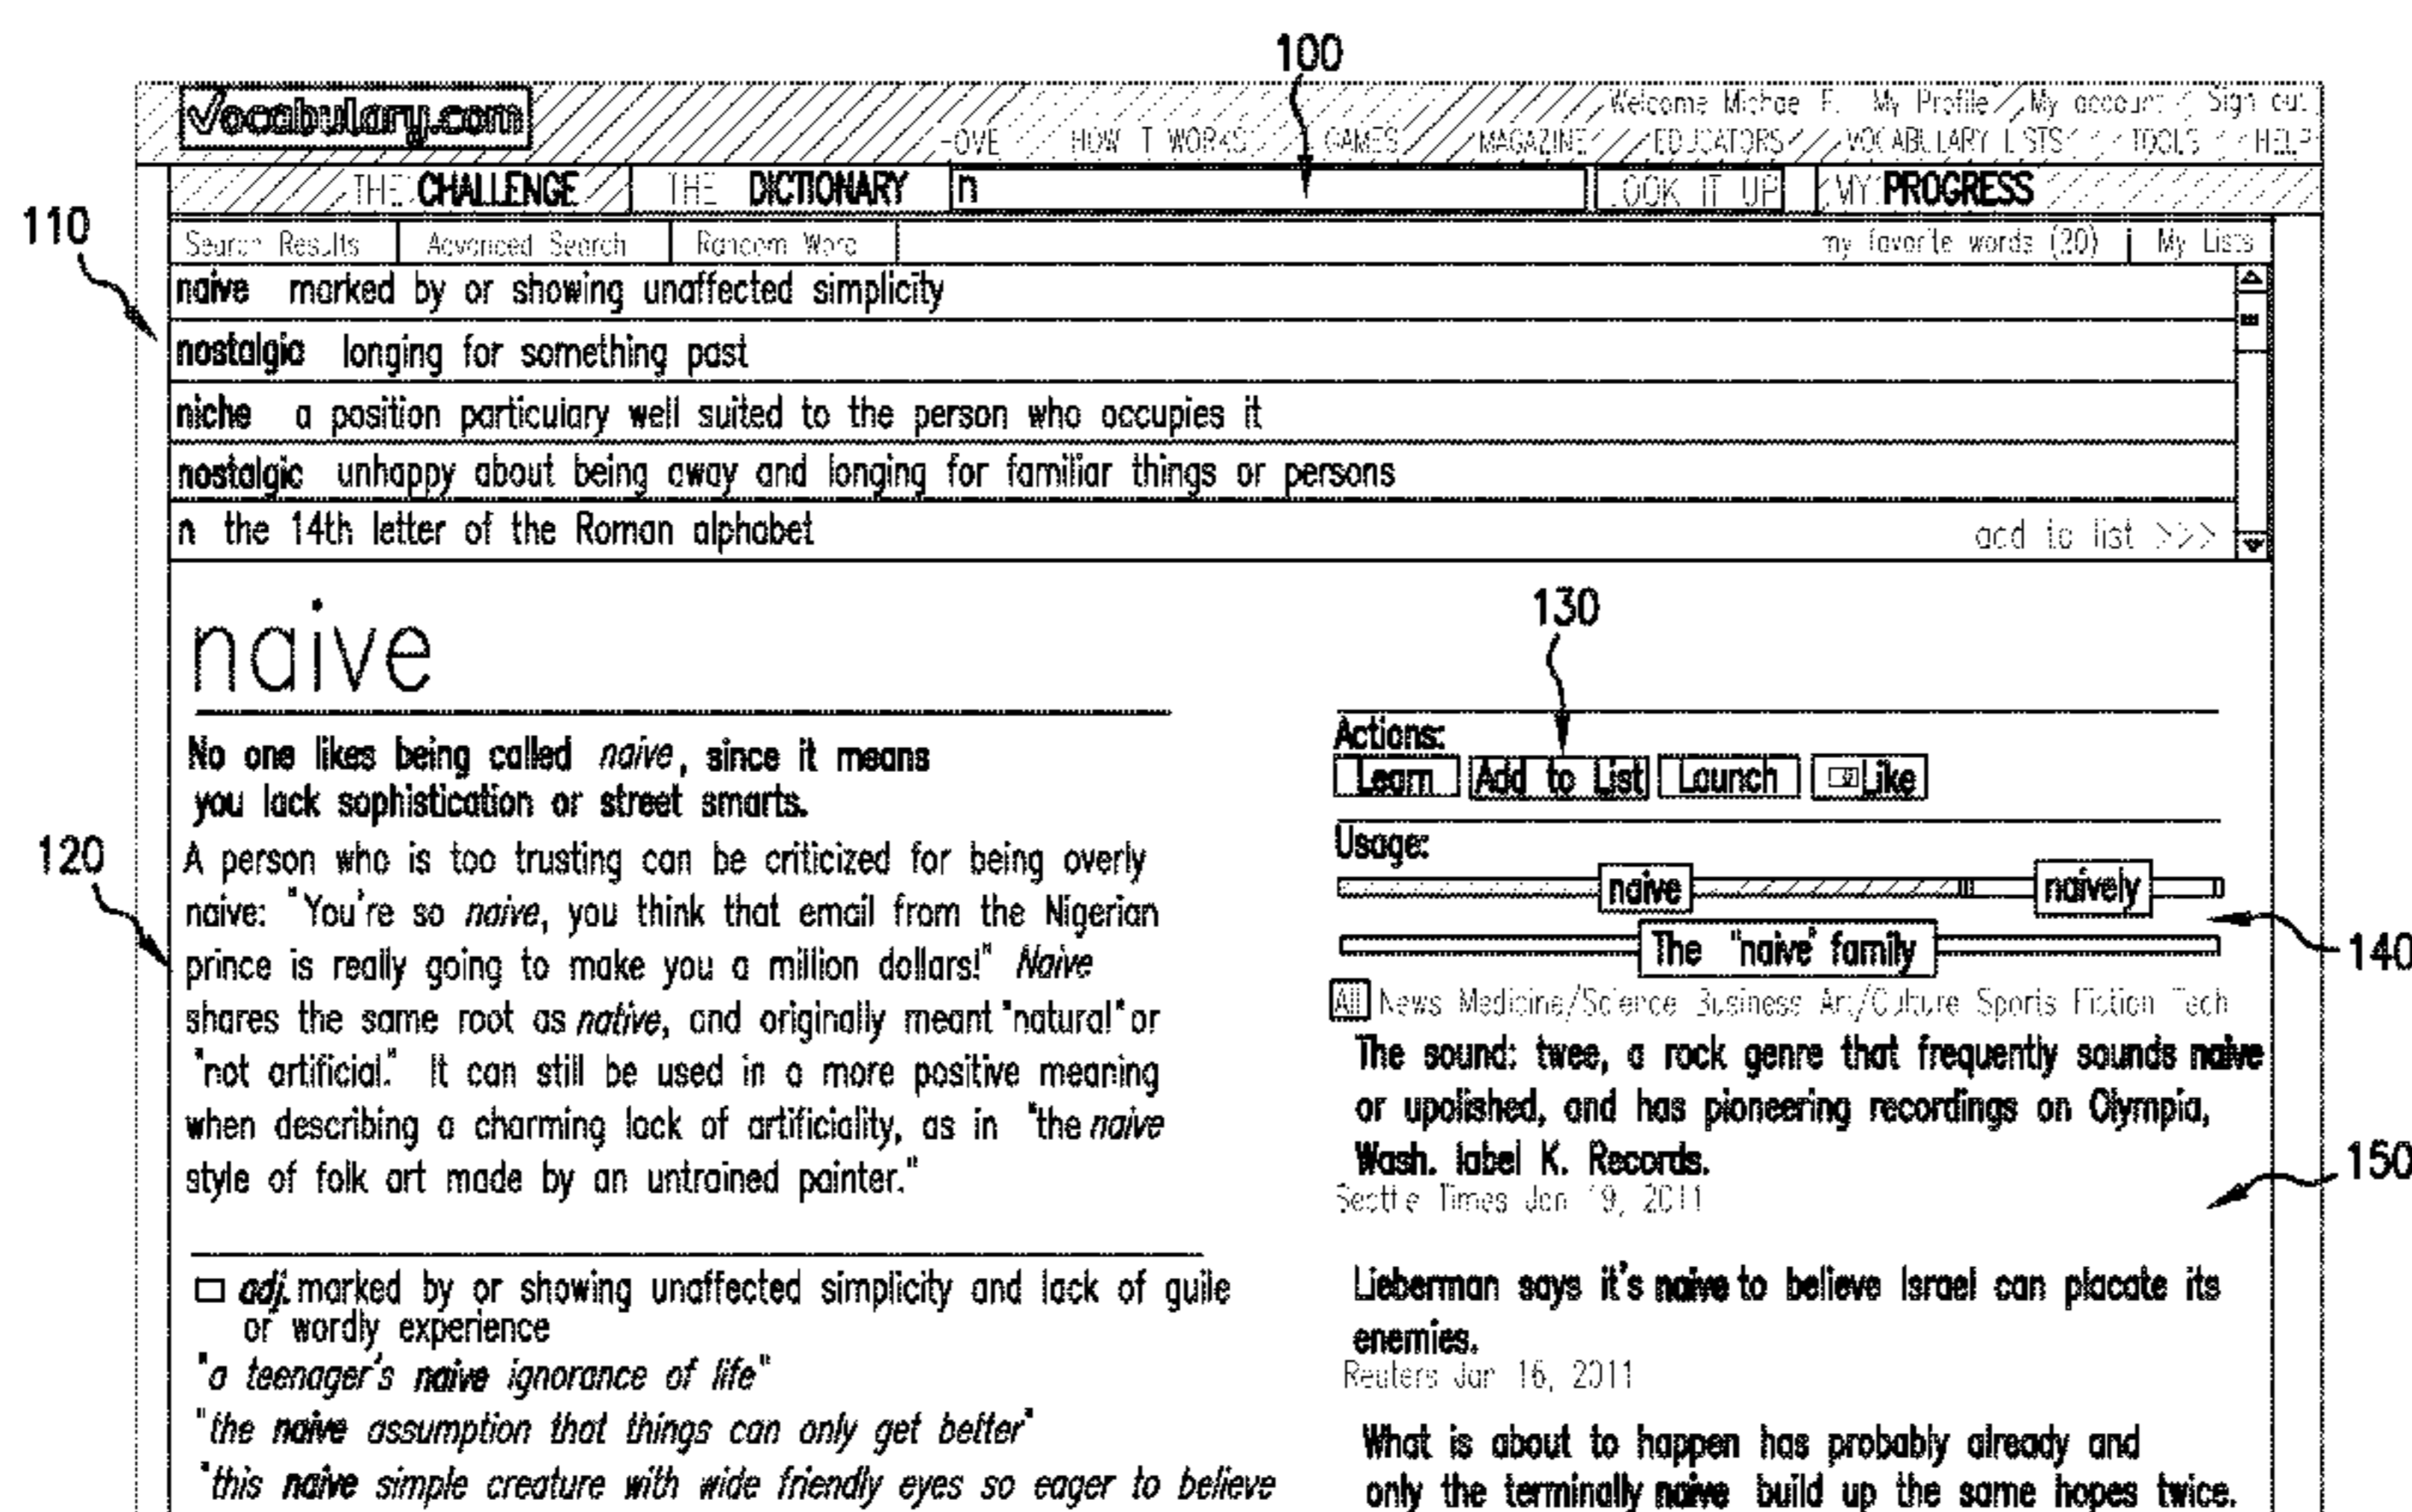 100
√ocabulary.com
Welcome Michae F. My Profile My account Sign out
HOW T WORKS GAMES MAGAZINE EDUCATORS VOCABULARY LISTS TOOLS HELP
THE CHALLENGE THE DICTIONARY n LOOK IT UP MY PROGRESS
110
Search Results Advanced Search Random Word my favorite words (20) My Lists
naive marked by or showing unaffected simplicity
nostalgia longing for something past
niche a position particulary well suited to the person who occupies it
nostalgic unhappy about being away and longing for familiar things or persons
n the 14th letter of the Roman alphabet add to list >>>
naive
130
No one likes being called naive, since it means
you lack sophistication or street smarts.
120
A person who is too trusting can be criticized for being overly
naive: "You're so naive, you think that email from the Nigerian
prince is really going to make you a million dollars!" Naive
shares the same root as native, and originally meant "natural" or
"not artificial." It can still be used in a more positive meaning
when describing a charming lack of artificiality, as in "the naive
style of folk art made by an untrained painter."
adj. marked by or showing unaffected simplicity and lack of guile
or wordly experience
"a teenager's naive ignorance of life"
"the naive assumption that things can only get better"
"this naive simple creature with wide friendly eyes so eager to believe
Actions:
Learn Add to List Launch Like
Usage:
naive naively
The "naive" family
140
All News Medicine/Science Business Art/Culture Sports Fiction Tech
The sound: twee, a rock genre that frequently sounds naive
or upolished, and has pioneering recordings on Olympia,
Wash. label K. Records.
150
Seattle Times Jan 19, 2011
Lieberman says it's naive to believe Israel can placate its
enemies.
Reuters Jan 16, 2011
What is about to happen has probably already and
only the terminally naive build up the same hopes twice.